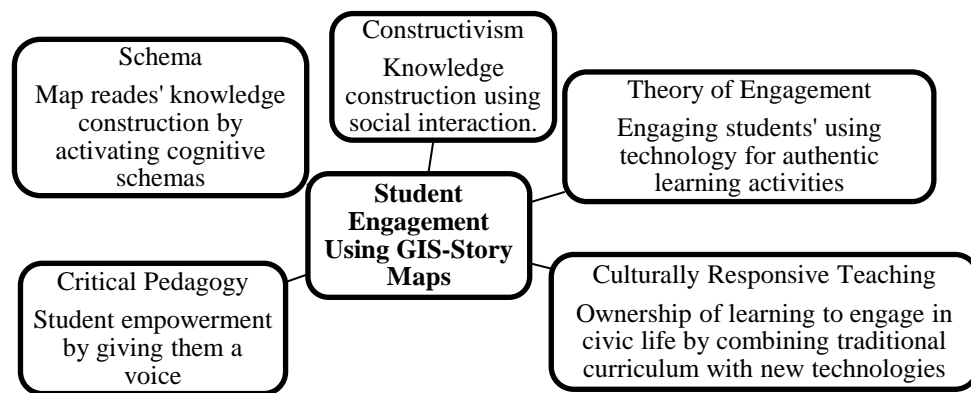 Schema
Map reades' knowledge
construction by
activating cognitive
schemas
Constructivism
Knowledge
construction using
social interaction.
Theory of Engagement
Engaging students' using
technology for authentic
learning activities
Student
Engagement
Using GIS-Story
Maps
Critical Pedagogy
Student empowerment
by giving them a
voice
Culturally Responsive Teaching
Ownership of learning to engage in
civic life by combining traditional
curriculum with new technologies